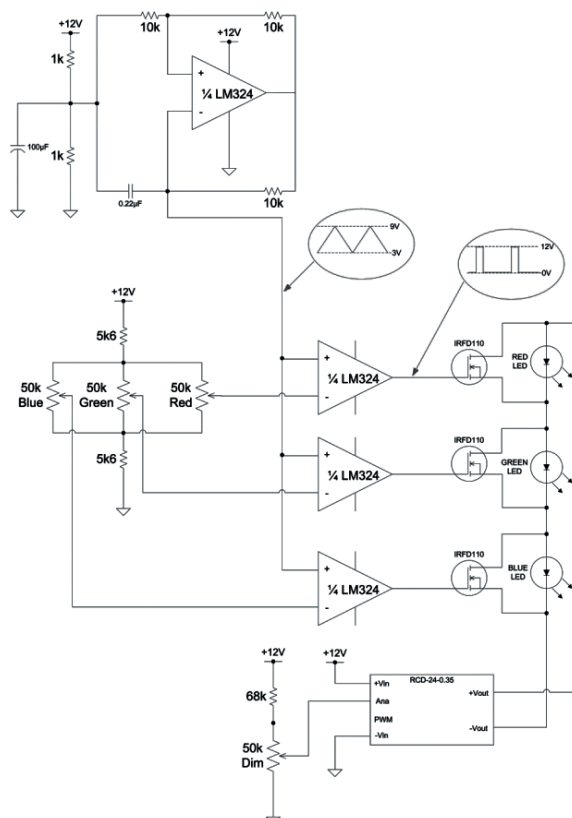 +12V
10k
10k
+12V
1k
+
¼ LM324
-
100µF
1k
0.22µF
10k
9V
3V
12V
0V
+12V
5k6
IRFD110
RED
LED
+
¼ LM324
-
50k
Blue
50k
Green
50k
Red
IRFD110
GREEN
LED
+
¼ LM324
-
5k6
IRFD110
BLUE
LED
+
¼ LM324
-
+12V
+12V
RCD-24-0.35
+Vin
+Vout
68k
Ana
PWM
-Vout
-Vin
50k
Dim